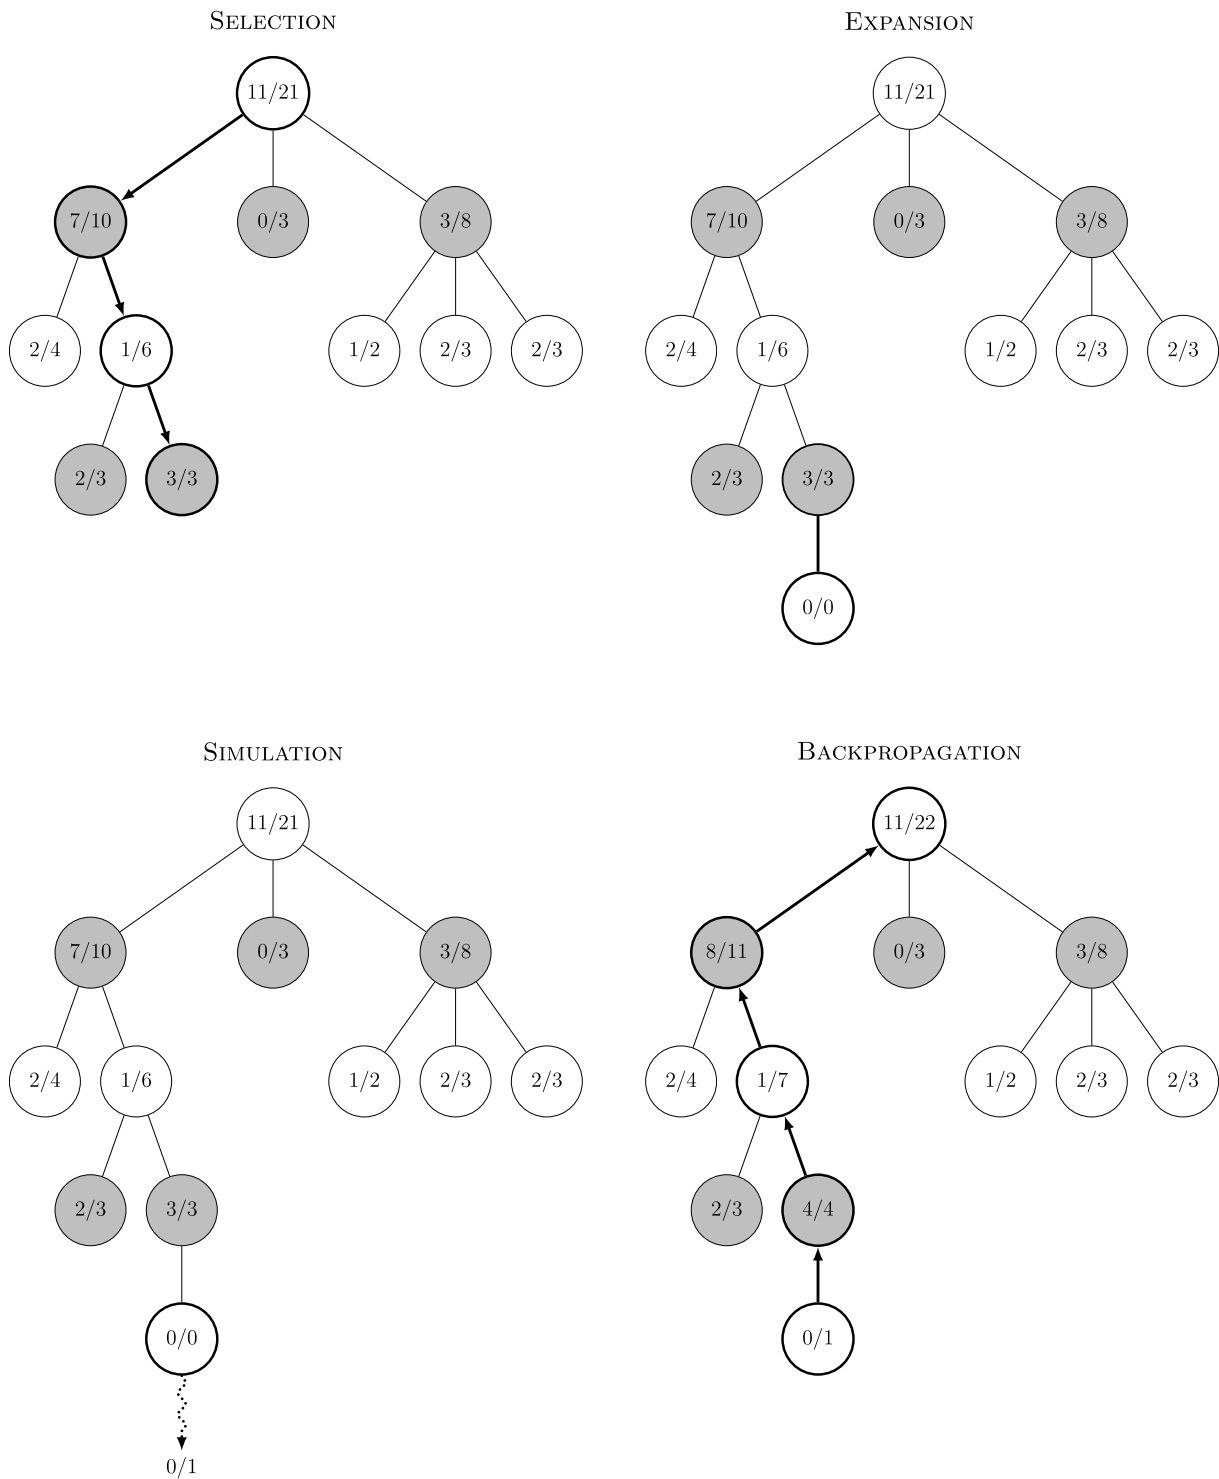 SELECTION
11/21
7/10 0/3 3/8
2/4 1/6 1/2 2/3 2/3
2/3 3/3
EXPANSION
11/21
7/10 0/3 3/8
2/4 1/6 1/2 2/3 2/3
2/3 3/3
0/0
SIMULATION
11/21
7/10 0/3 3/8
2/4 1/6 1/2 2/3 2/3
2/3 3/3
0/0
0/1
BACKPROPAGATION
11/22
8/11 0/3 3/8
2/4 1/7 1/2 2/3 2/3
2/3 4/4
0/1